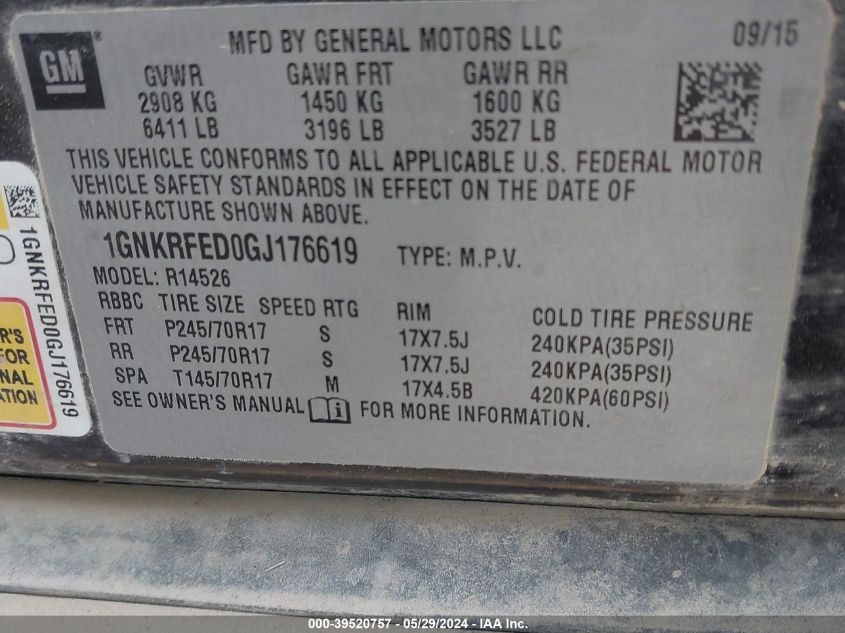 GM ®
MFD BY GENERAL MOTORS LLC 09/15
GVWR GAWR FRT GAWR RR
2908 KG 1450 KG 1600 KG
6411 LB 3196 LB 3527 LB
THIS VEHICLE CONFORMS TO ALL APPLICABLE U.S. FEDERAL MOTOR
VEHICLE SAFETY STANDARDS IN EFFECT ON THE DATE OF
MANUFACTURE SHOWN ABOVE.
1GNKRFED0GJ176619 TYPE: M.P.V.
MODEL: R14526
RBBC TIRE SIZE SPEED RTG RIM COLD TIRE PRESSURE
FRT P245/70R17 S 17X7.5J 240KPA(35PSI)
RR P245/70R17 S 17X7.5J 240KPA(35PSI)
SPA T145/70R17 M 17X4.5B 420KPA(60PSI)
SEE OWNER'S MANUAL FOR MORE INFORMATION.
1GNKRFED0GJ176619
FOR
000-39520757 - 05/29/2024 - IAA Inc.